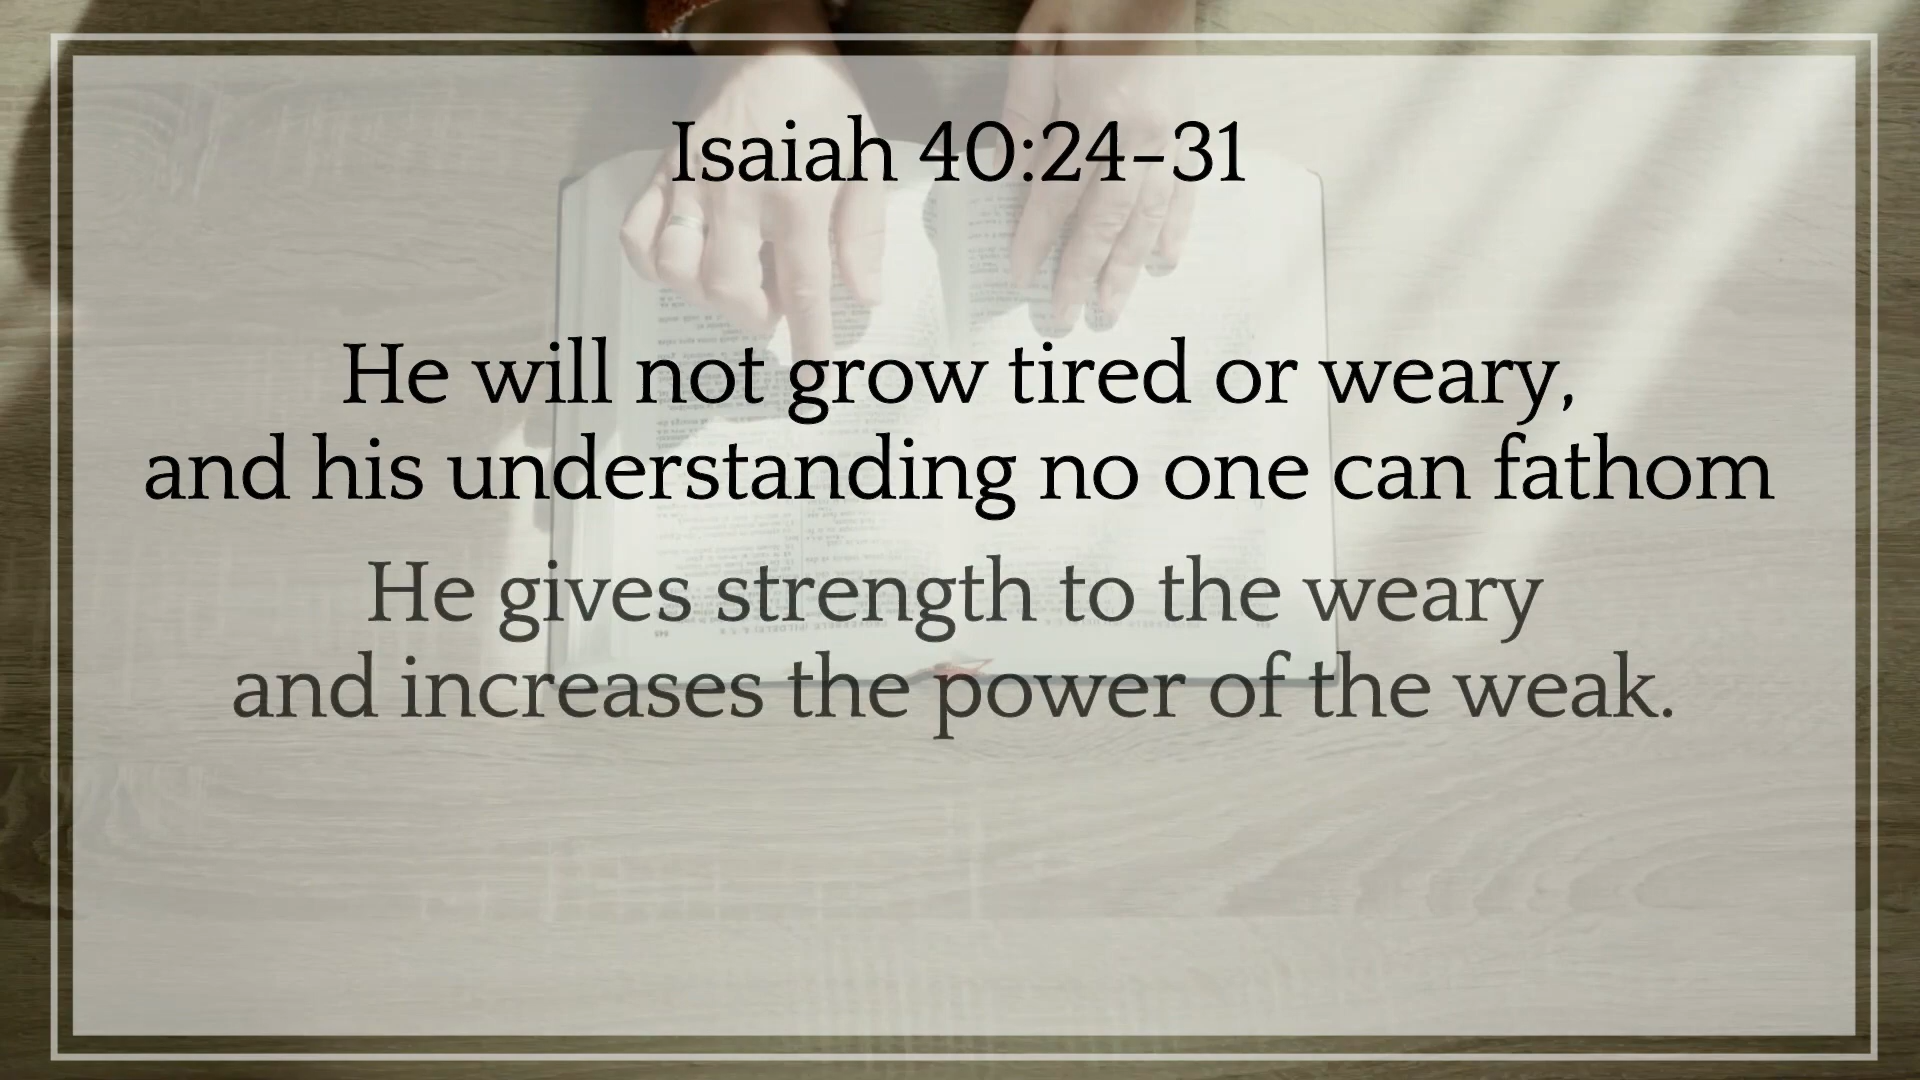 Isaiah 40:24–31
He will not grow tired or weary,
and his understanding no one can fathom
He gives strength to the weary
and increases the power of the weak.